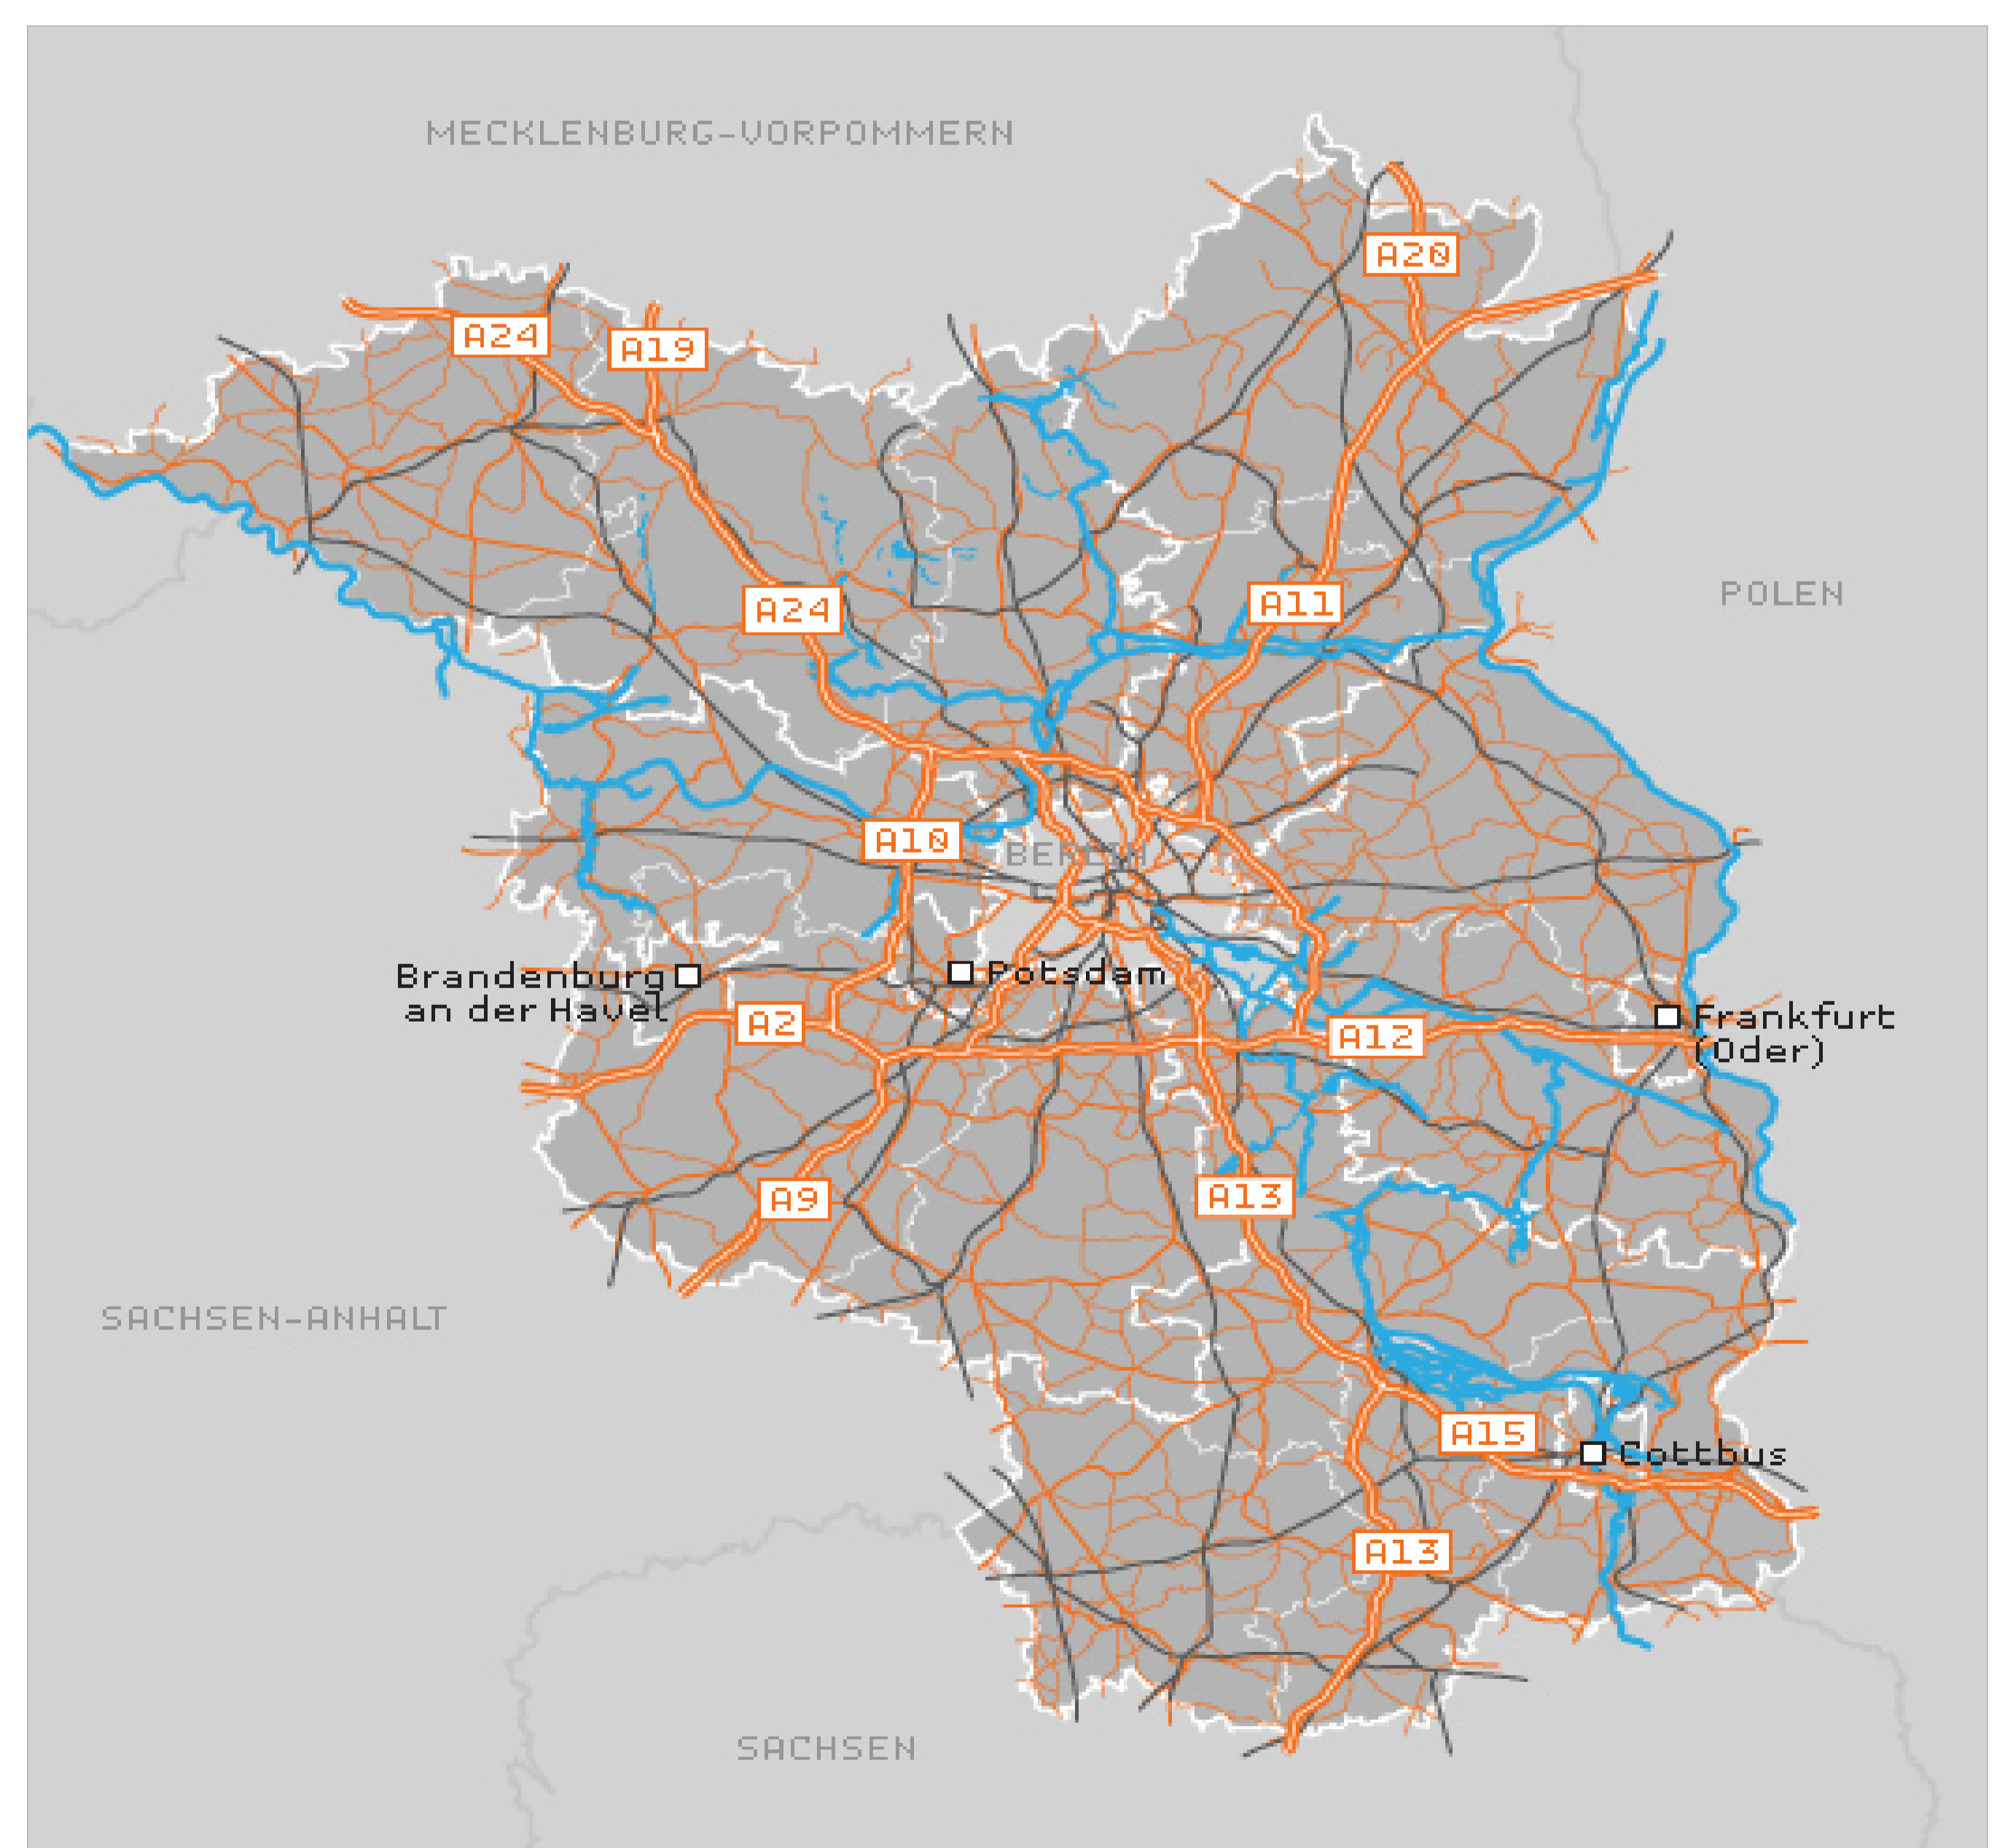 MECKLENBURG-VORPOMMERN
A20
A24
A19
POLEN
A24
A11
A10
BERLIN
Brandenburg
an der Havel
Potsdam
A2
A12
Frankfurt
(Oder)
A9
A13
SACHSEN-ANHALT
A15
Cottbus
A13
SACHSEN